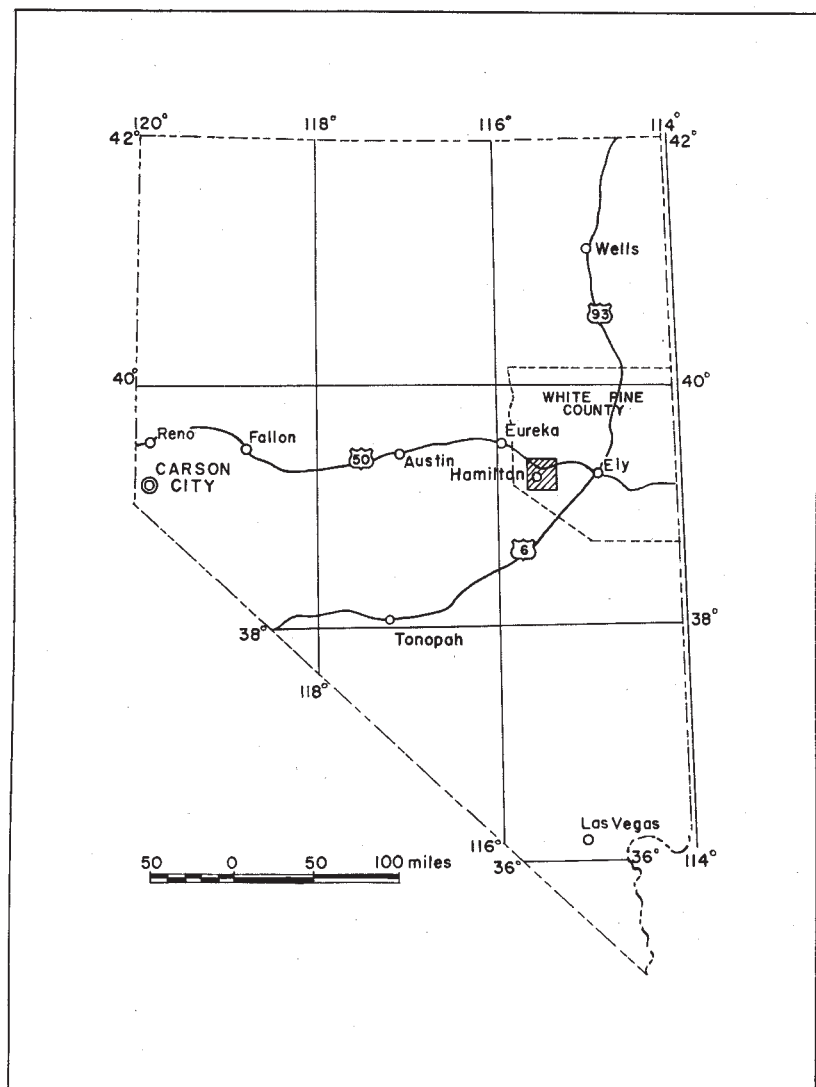 120° 118° 116° 114°
42° 42°
Wells
93
40° 40°
WHITE PINE
COUNTY
Reno Fallon 50 Austin Eureka
CARSON
CITY
Hamilton Ely
6
38° 38°
Tonopah
118°
Las Vegas
116° 36° 114°
36°
50 0 50 100 miles